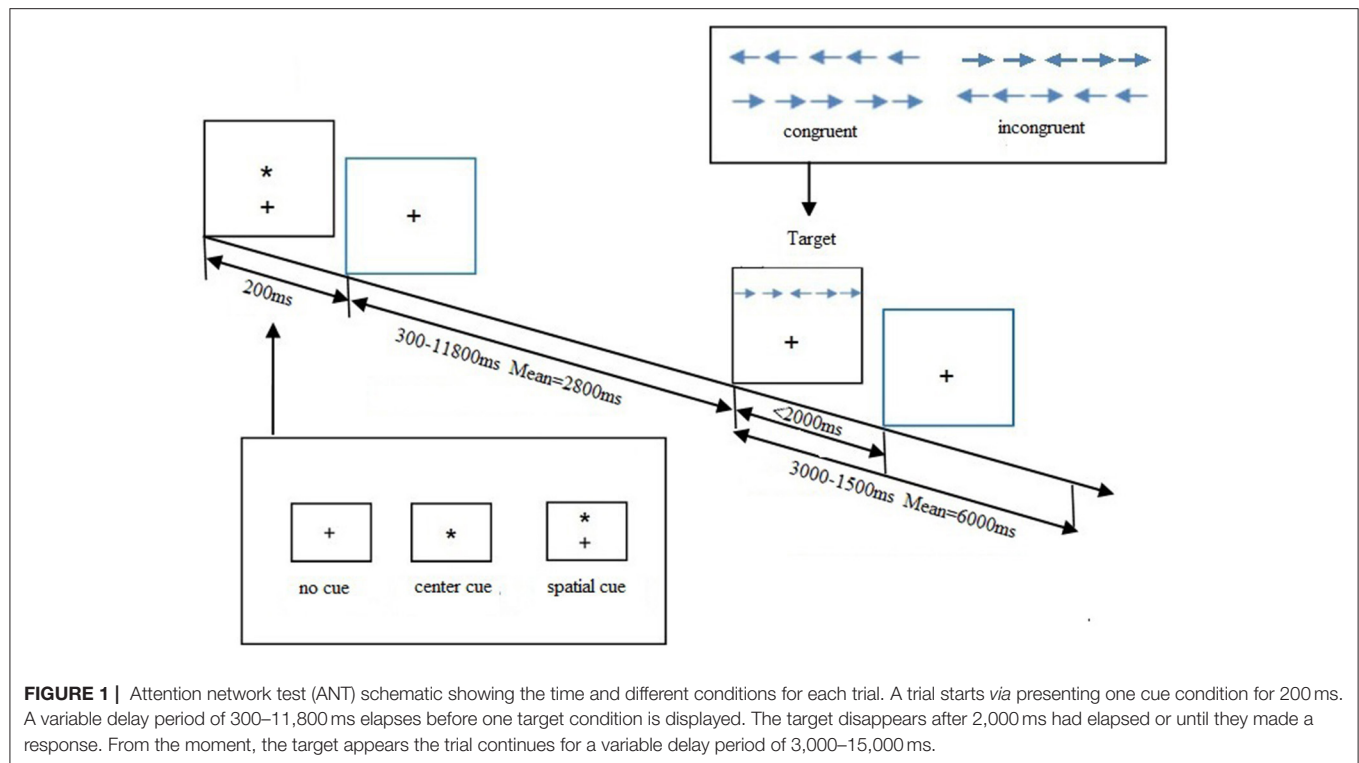 congruent
incongruent
Target
*
+
+
200ms
300-11800ms Mean=2800ms
+
+
<2000ms
3000-1500ms Mean=6000ms
+
*
*
+
no cue
center cue
spatial cue
FIGURE 1 | Attention network test (ANT) schematic showing the time and different conditions for each trial. A trial starts via presenting one cue condition for 200 ms.
A variable delay period of 300–11,800 ms elapses before one target condition is displayed. The target disappears after 2,000 ms had elapsed or until they made a
response. From the moment, the target appears the trial continues for a variable delay period of 3,000–15,000 ms.